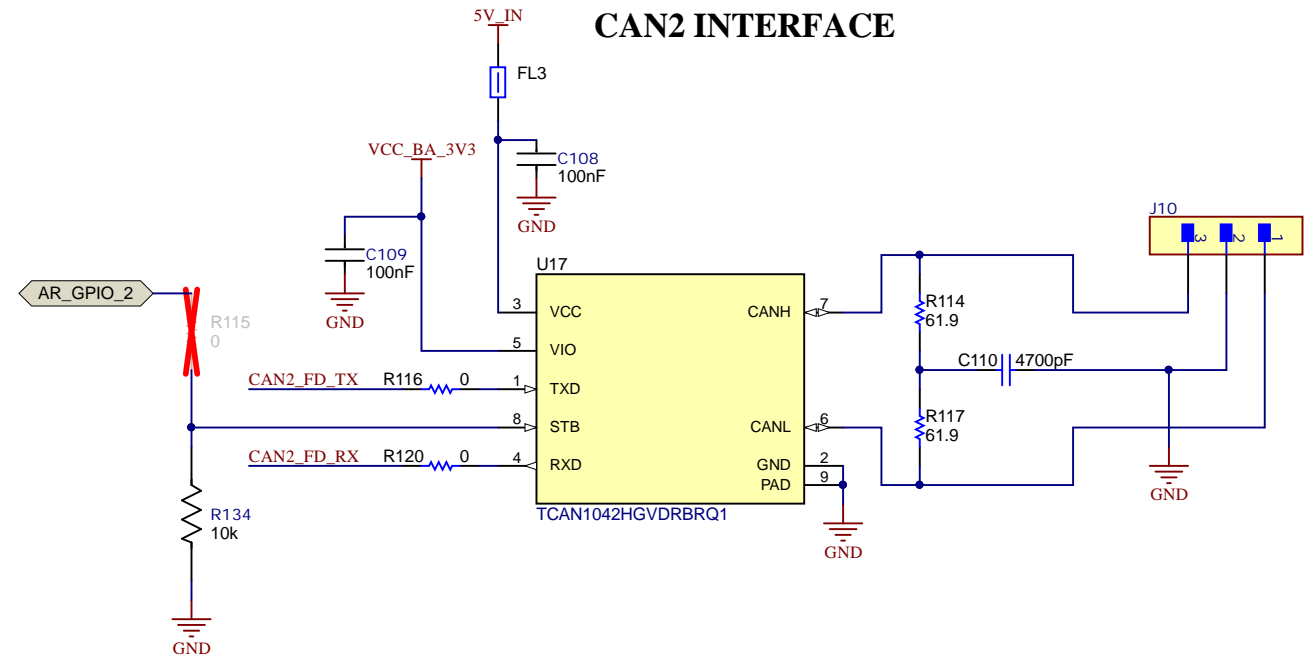 5V_IN
CAN2 INTERFACE
FL3
VCC_BA_3V3
C108
100nF
GND
J10
3
2
1
C109
100nF
GND
U17
AR_GPIO_2
R115
0
3
VCC
CANH
7
R114
61.9
5
VIO
C110
4700pF
CAN2_FD_TX
R116
0
1
TXD
8
STB
CANL
6
R117
61.9
CAN2_FD_RX
R120
0
4
RXD
GND
2
PAD
9
GND
TCAN1042HGVDRBRQ1
R134
10k
GND
GND